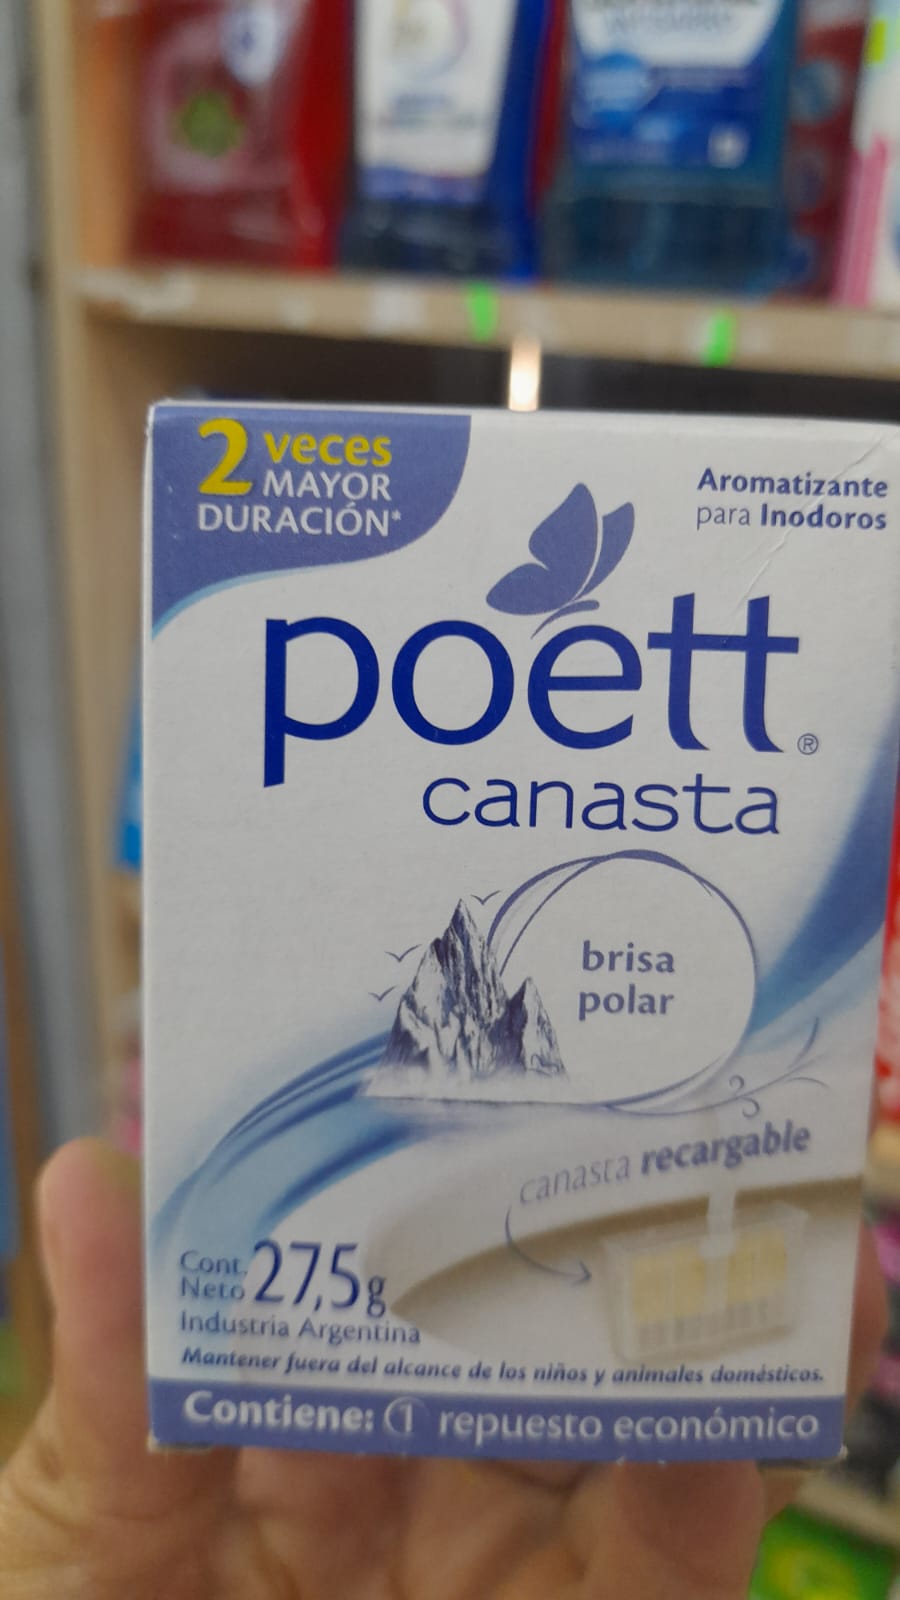 2 veces
MAYOR
DURACIÓN*
Aromatizante
para Inodoros
poett®
canasta
brisa
polar
canasta recargable
Cont.
Neto 27,5g
Industria Argentina
Mantener fuera del alcance de los niños y animales domésticos.
Contiene: 1 repuesto económico